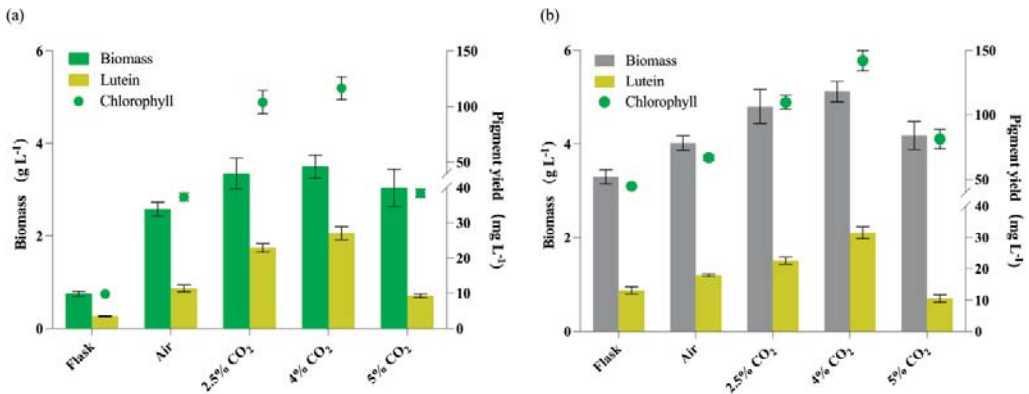 (a)
6
4
2
0
Biomass (g L⁻¹)
Biomass
Lutein
Chlorophyll
150
100
50
40
30
20
10
0
Pigment yield (mg L⁻¹)
Flask
Air
2.5% CO₂
4% CO₂
5% CO₂
(b)
6
4
2
0
Biomass (g L⁻¹)
Biomass
Lutein
Chlorophyll
150
100
50
40
30
20
10
0
Pigment yield (mg L⁻¹)
Flask
Air
2.5% CO₂
4% CO₂
5% CO₂